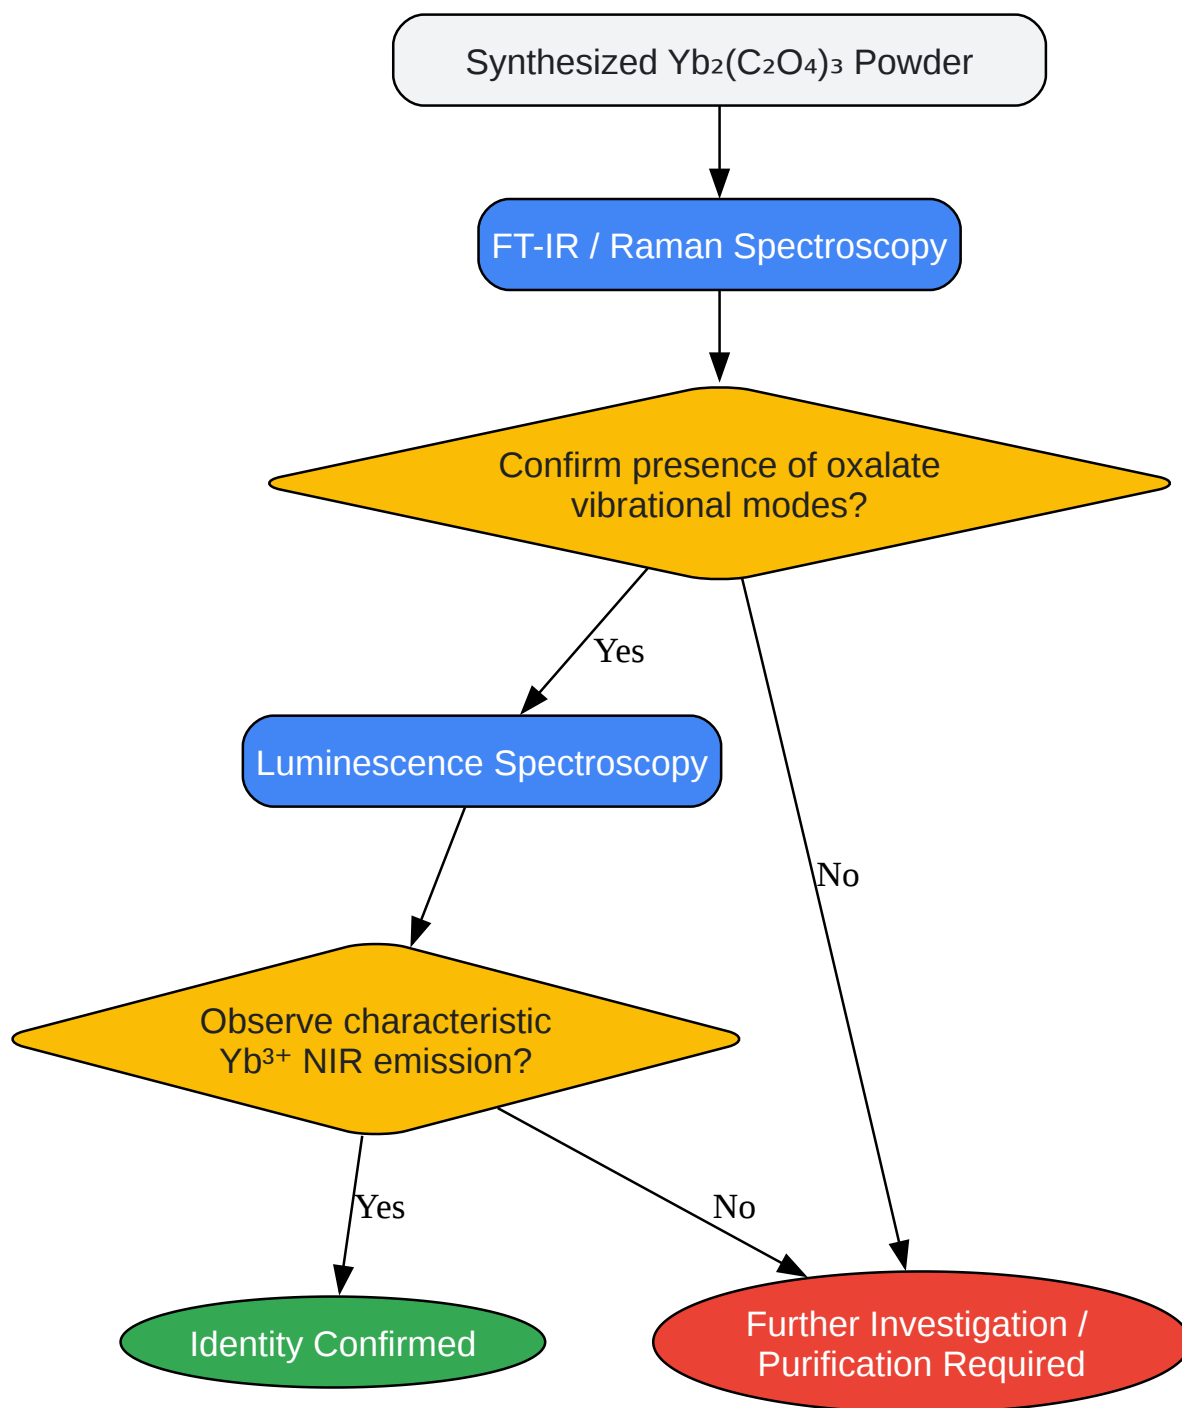 Synthesized Yb₂(C₂O₄)₃ Powder
FT-IR / Raman Spectroscopy
Confirm presence of oxalate
vibrational modes?
Yes
Luminescence Spectroscopy
No
Observe characteristic
Yb³⁺ NIR emission?
Yes
No
Identity Confirmed
Further Investigation /
Purification Required